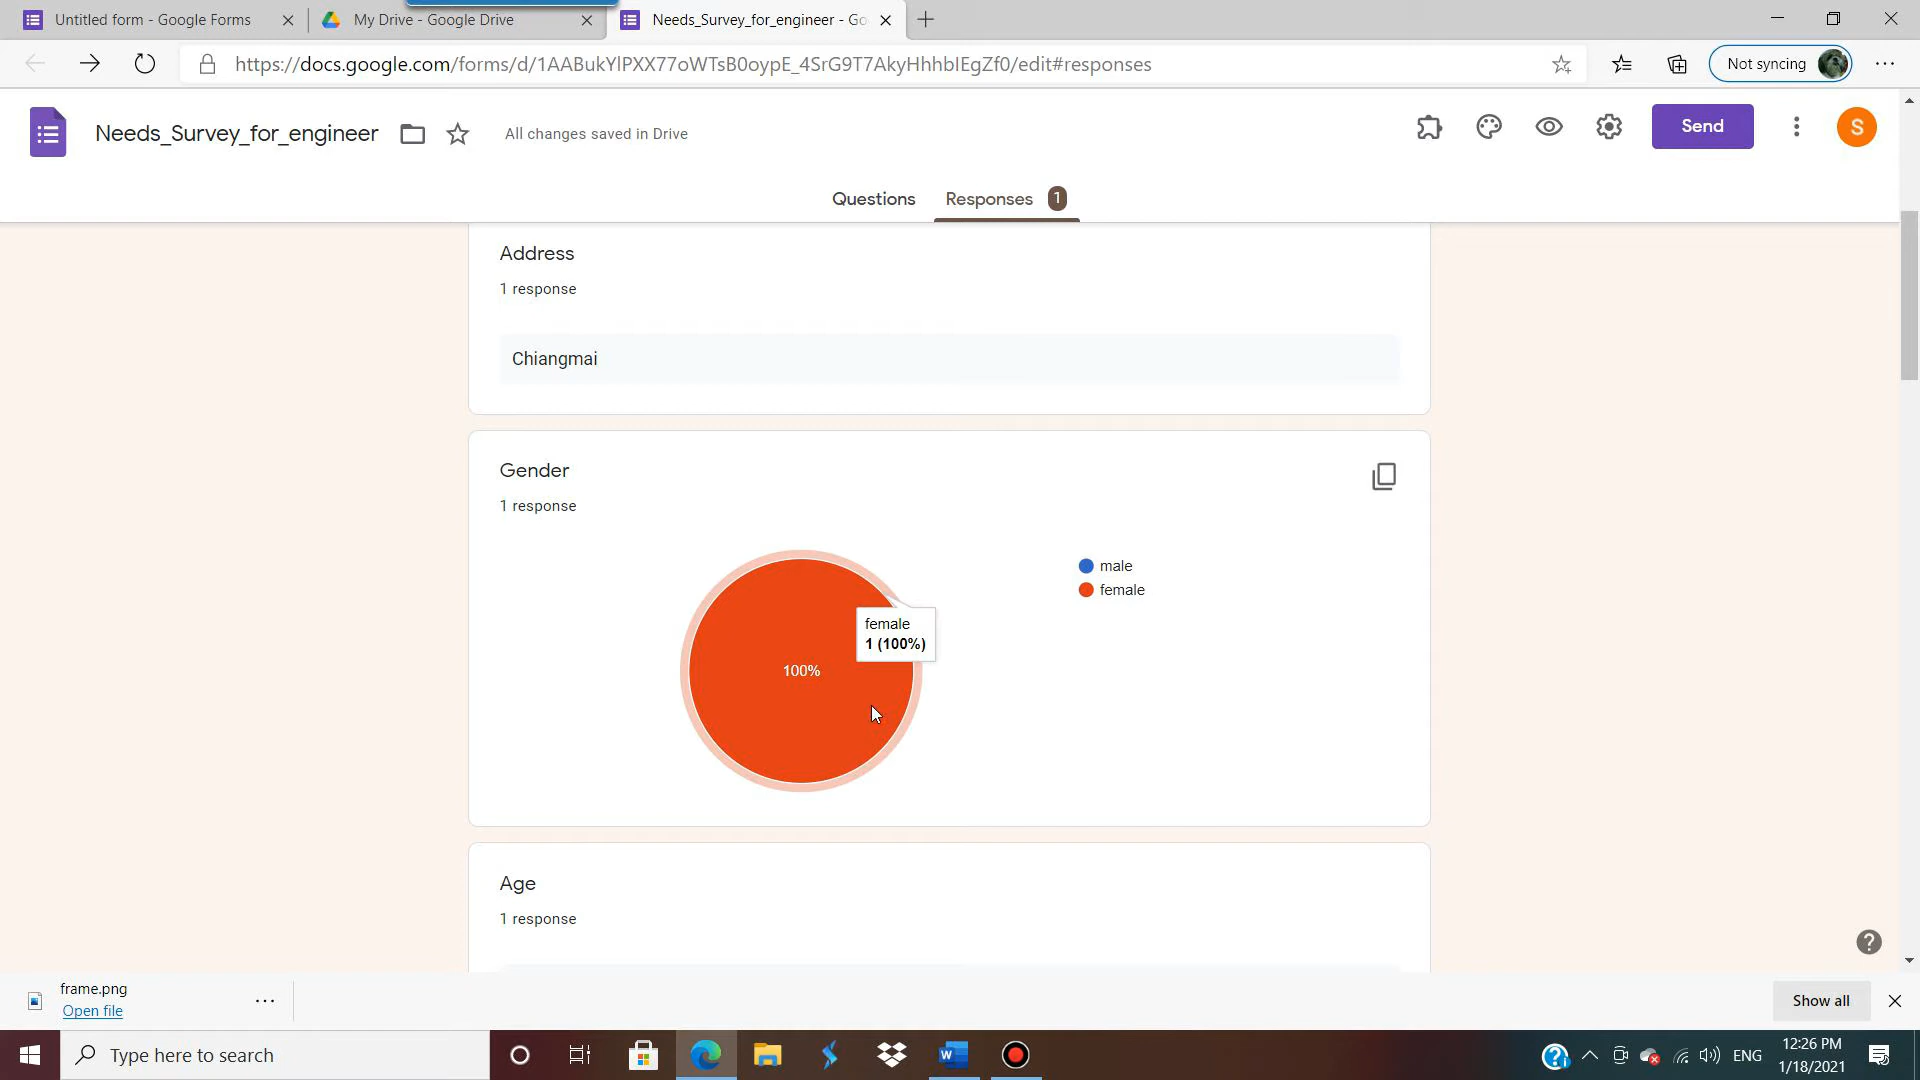 Untitled form - Google Forms
My Drive - Google Drive
Needs_Survey_for_engineer - Go
https://docs.google.com/forms/d/1AABukYlPXX77oWTsB0oypE_4SrG9T7AkyHhhblEgZf0/edit#responses
Not syncing
Needs_Survey_for_engineer
All changes saved in Drive
Send
S
Questions
Responses 1
Address
1 response
Chiangmai
Gender
1 response
male
female
female
1 (100%)
100%
Age
1 response
frame.png
Open file
Show all
Type here to search
ENG
12:26 PM
1/18/2021